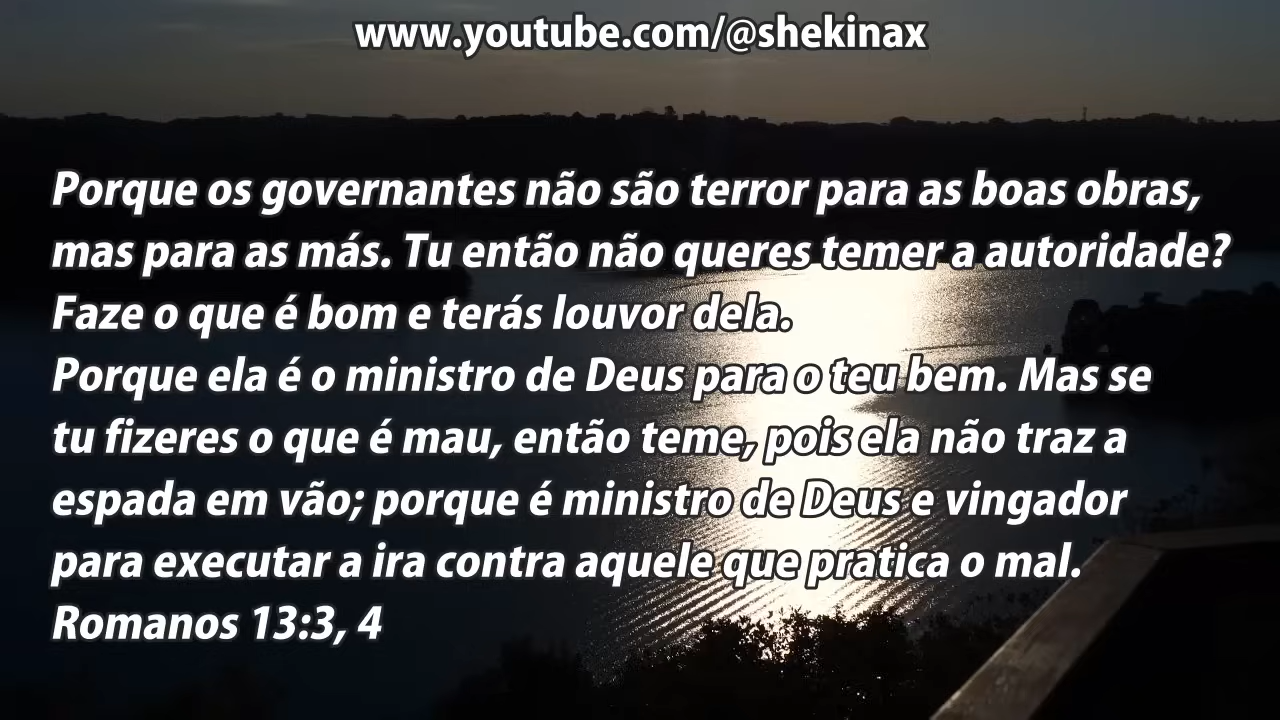 www.youtube.com/@shekinax
Porque os governantes não são terror para as boas obras,
mas para as más. Tu então não queres temer a autoridade?
Faze o que é bom e terás louvor dela.
Porque ela é o ministro de Deus para o teu bem. Mas se
tu fizeres o que é mau, então teme, pois ela não traz a
espada em vão; porque é ministro de Deus e vingador
para executar a ira contra aquele que pratica o mal.
Romanos 13:3, 4